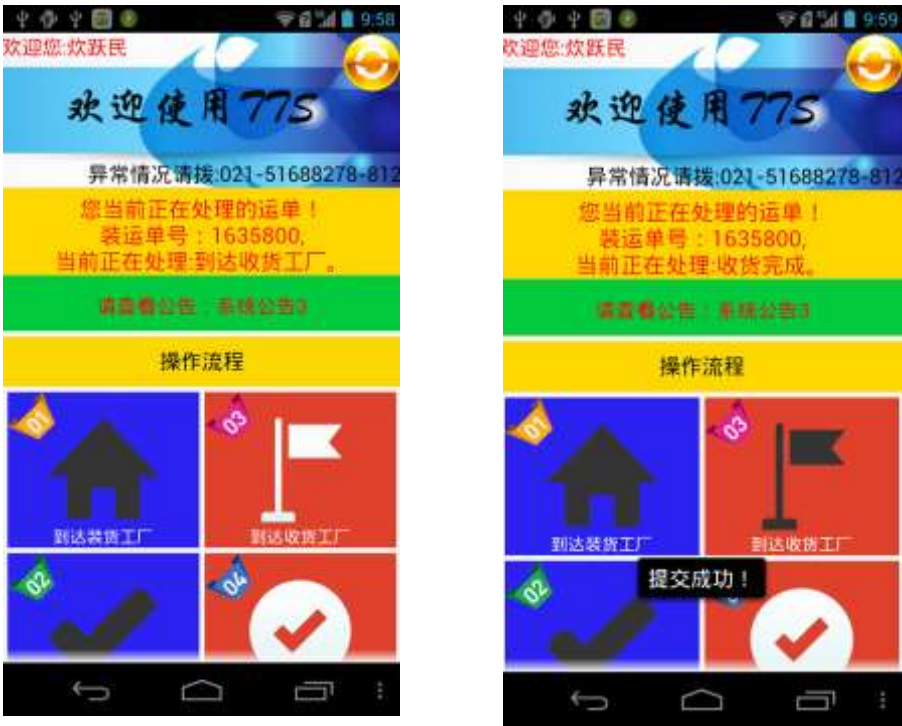 9:58
欢迎您:炊跃民
欢迎使用77S
异常情况请拨:021-51688278-812
您当前正在处理的运单！
装运单号：1635800,
当前正在处理:到达收货工厂。
请查看公告：系统公告3
操作流程
01
03
到达装货工厂
到达收货工厂
02
04
9:59
欢迎您:炊跃民
欢迎使用77S
异常情况请拨:021-51688278-812
您当前正在处理的运单！
装运单号：1635800,
当前正在处理:收货完成。
请查看公告：系统公告3
操作流程
01
03
到达装货工厂
到达收货工厂
02
提交成功！